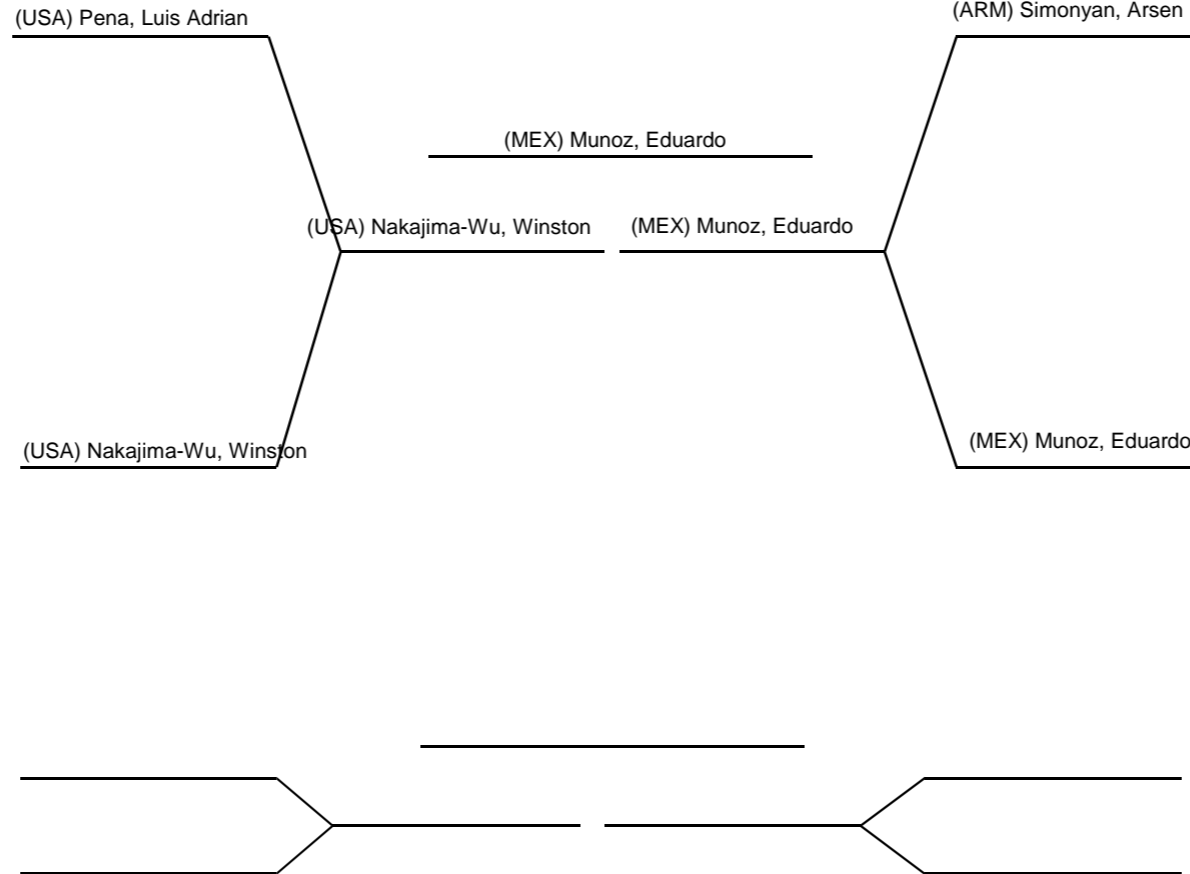 (USA) Pena, Luis Adrian
(ARM) Simonyan, Arsen
(MEX) Munoz, Eduardo
(USA) Nakajima-Wu, Winston
(MEX) Munoz, Eduardo
(USA) Nakajima-Wu, Winston
(MEX) Munoz, Eduardo